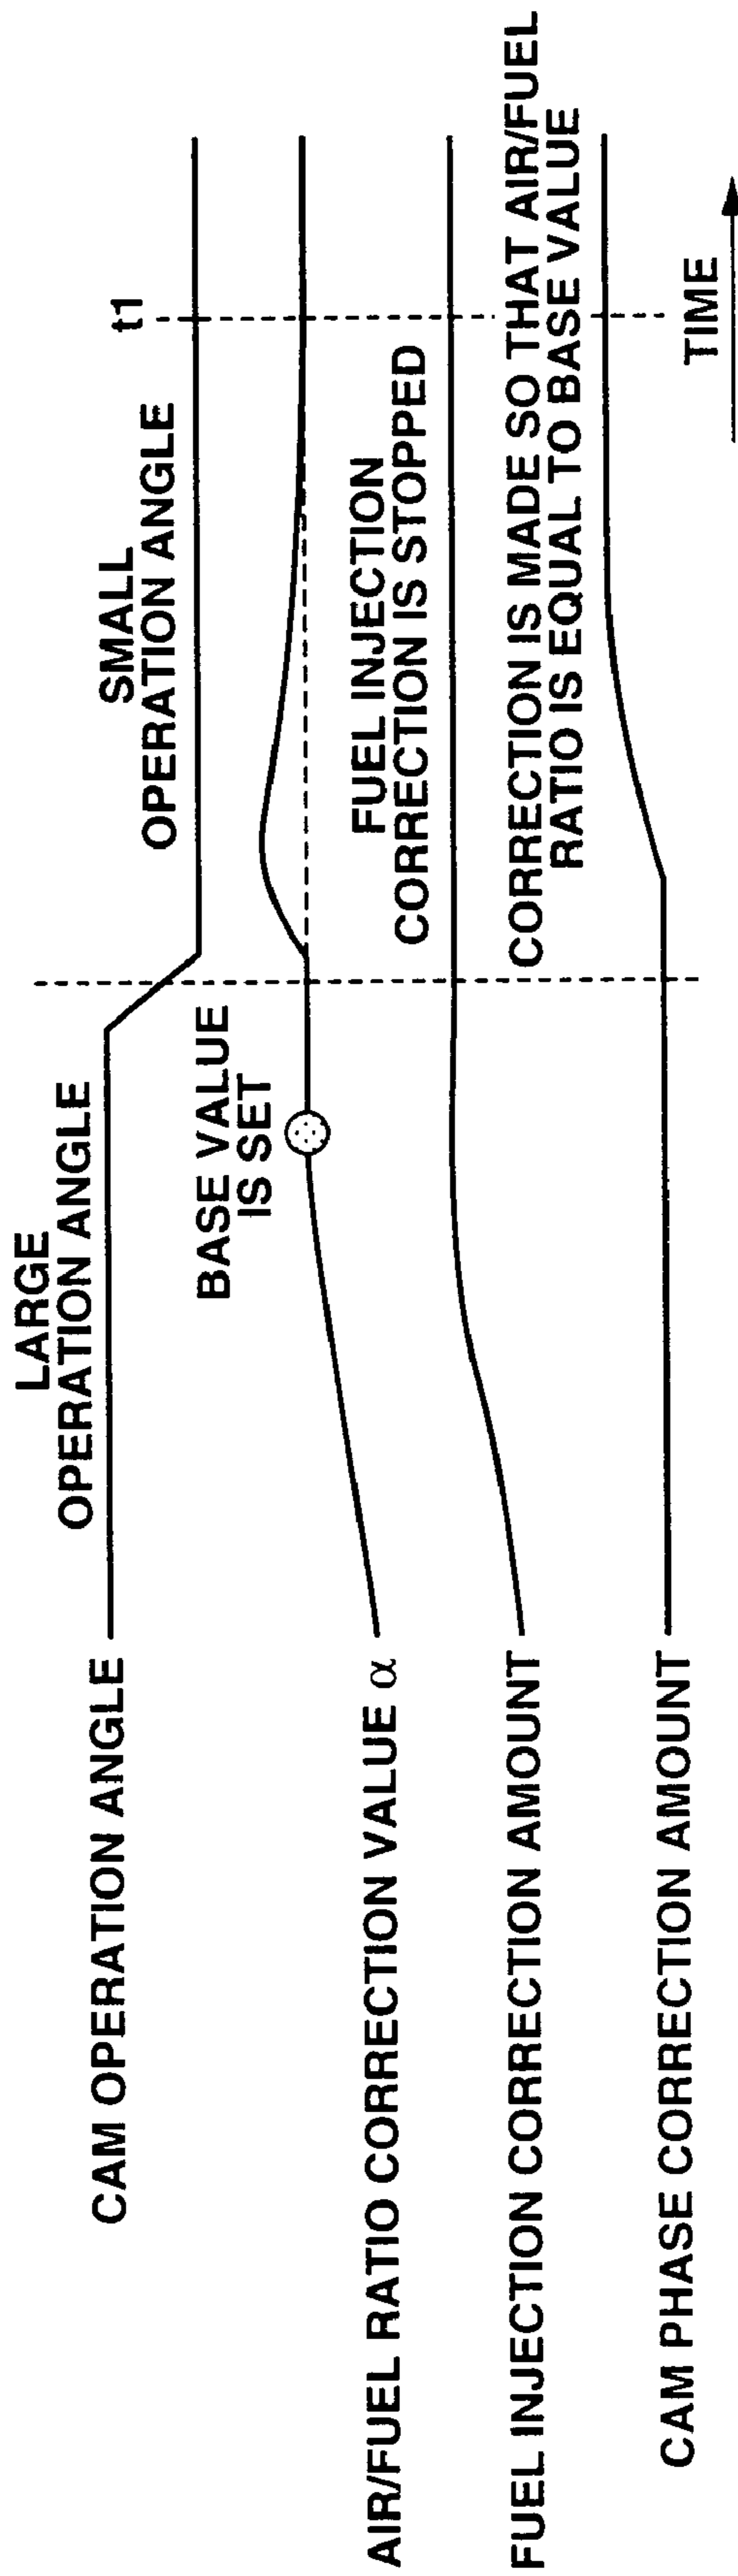 LARGE
OPERATION ANGLE
SMALL
OPERATION ANGLE
t1
CAM OPERATION ANGLE
BASE VALUE
IS SET
AIR/FUEL RATIO CORRECTION VALUE α
FUEL INJECTION
CORRECTION IS STOPPED
FUEL INJECTION CORRECTION AMOUNT
CORRECTION IS MADE SO THAT AIR/FUEL
RATIO IS EQUAL TO BASE VALUE
CAM PHASE CORRECTION AMOUNT
TIME